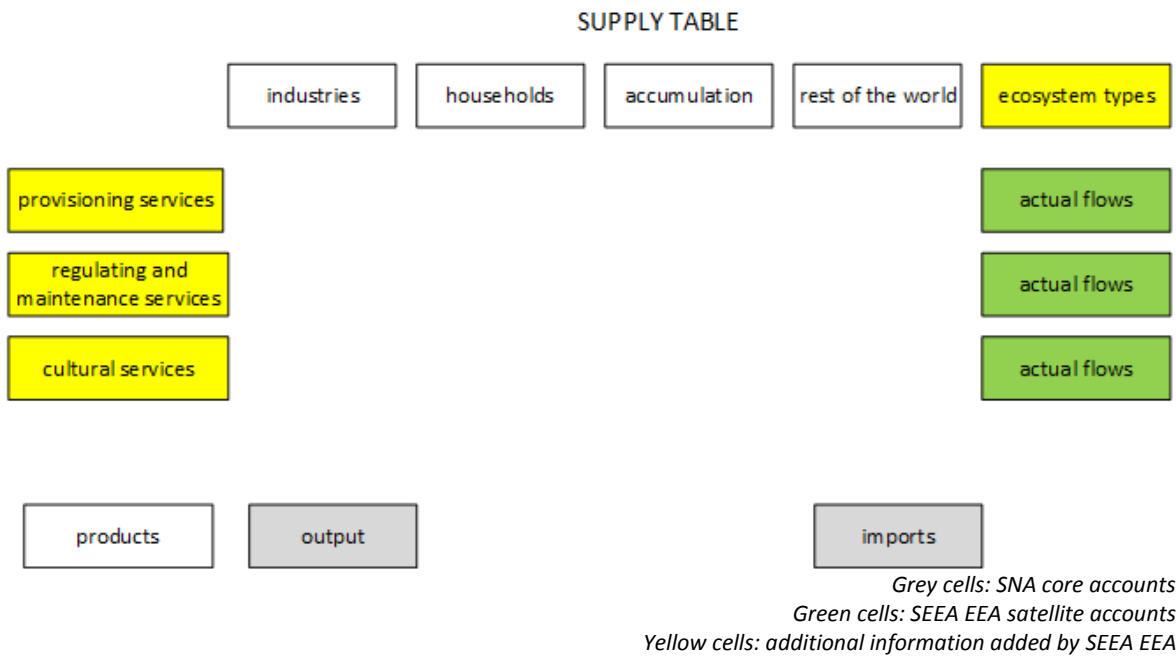 SUPPLY TABLE
industries
households
accumulation
rest of the world
ecosystem types
provisioning services
actual flows
regulating and
maintenance services
actual flows
cultural services
actual flows
products
output
imports
Grey cells: SNA core accounts
Green cells: SEEA EEA satellite accounts
Yellow cells: additional information added by SEEA EEA